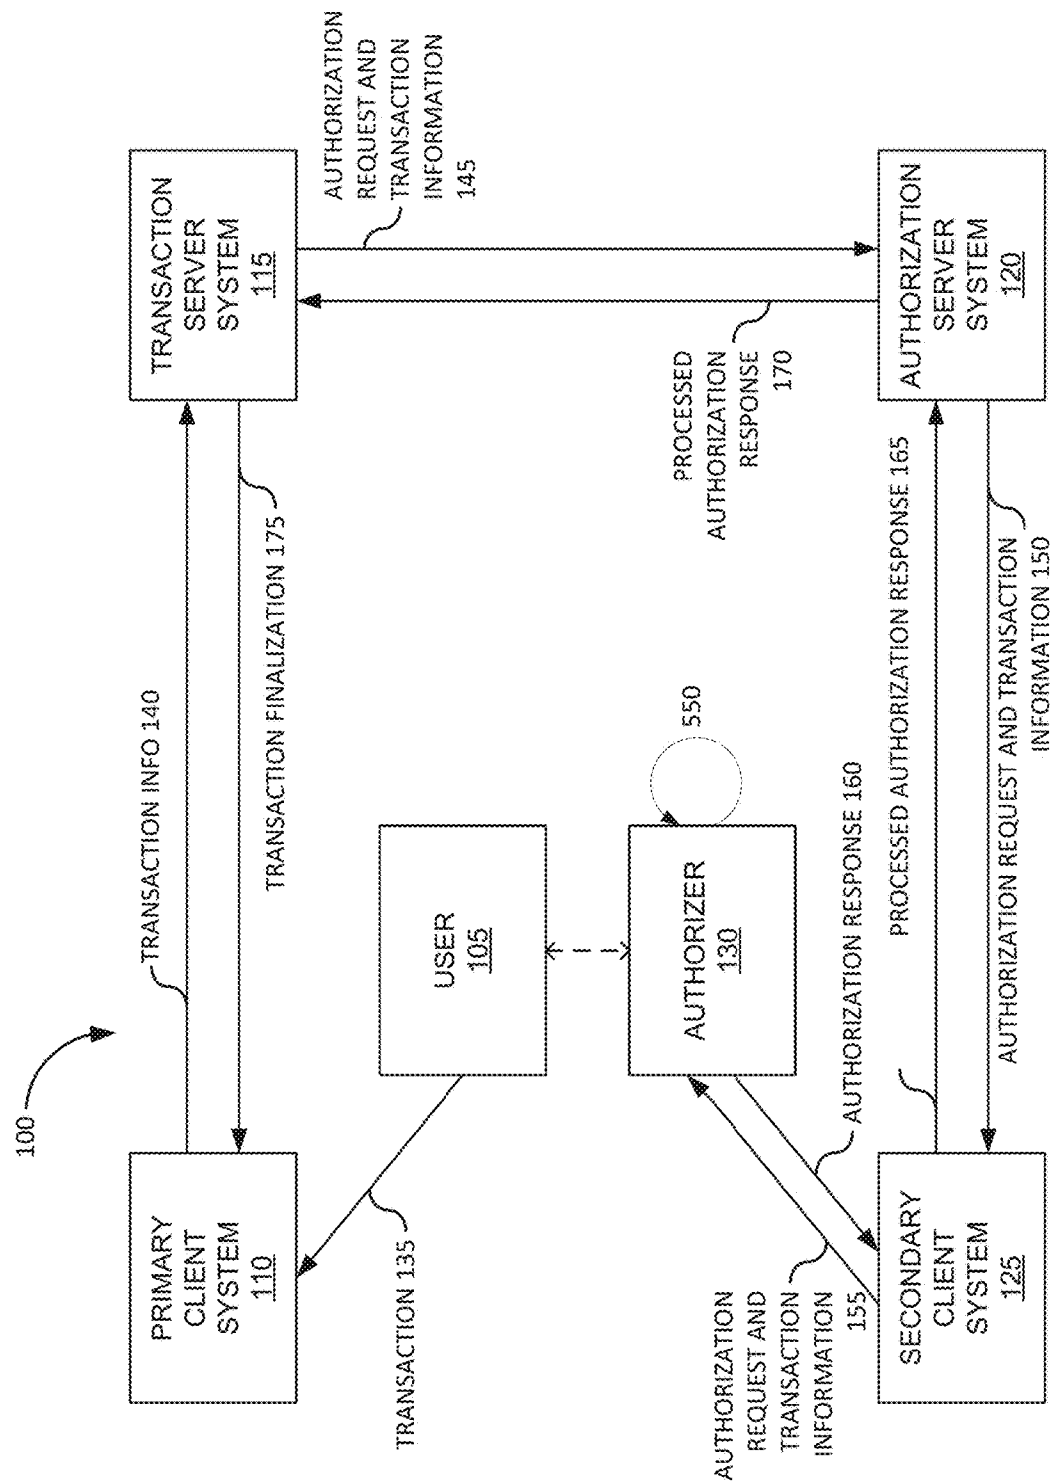 100
PRIMARY
CLIENT
SYSTEM
110
TRANSACTION INFO 140
TRANSACTION FINALIZATION 175
TRANSACTION
SERVER
SYSTEM
115
TRANSACTION 135
USER
105
AUTHORIZATION
REQUEST AND
TRANSACTION
INFORMATION
145
AUTHORIZER
130
550
PROCESSED
AUTHORIZATION
RESPONSE
170
AUTHORIZATION
REQUEST AND
TRANSACTION
INFORMATION
155
AUTHORIZATION RESPONSE 160
PROCESSED AUTHORIZATION RESPONSE 165
SECONDARY
CLIENT
SYSTEM
125
AUTHORIZATION REQUEST AND TRANSACTION
INFORMATION 150
AUTHORIZATION
SERVER
SYSTEM
120